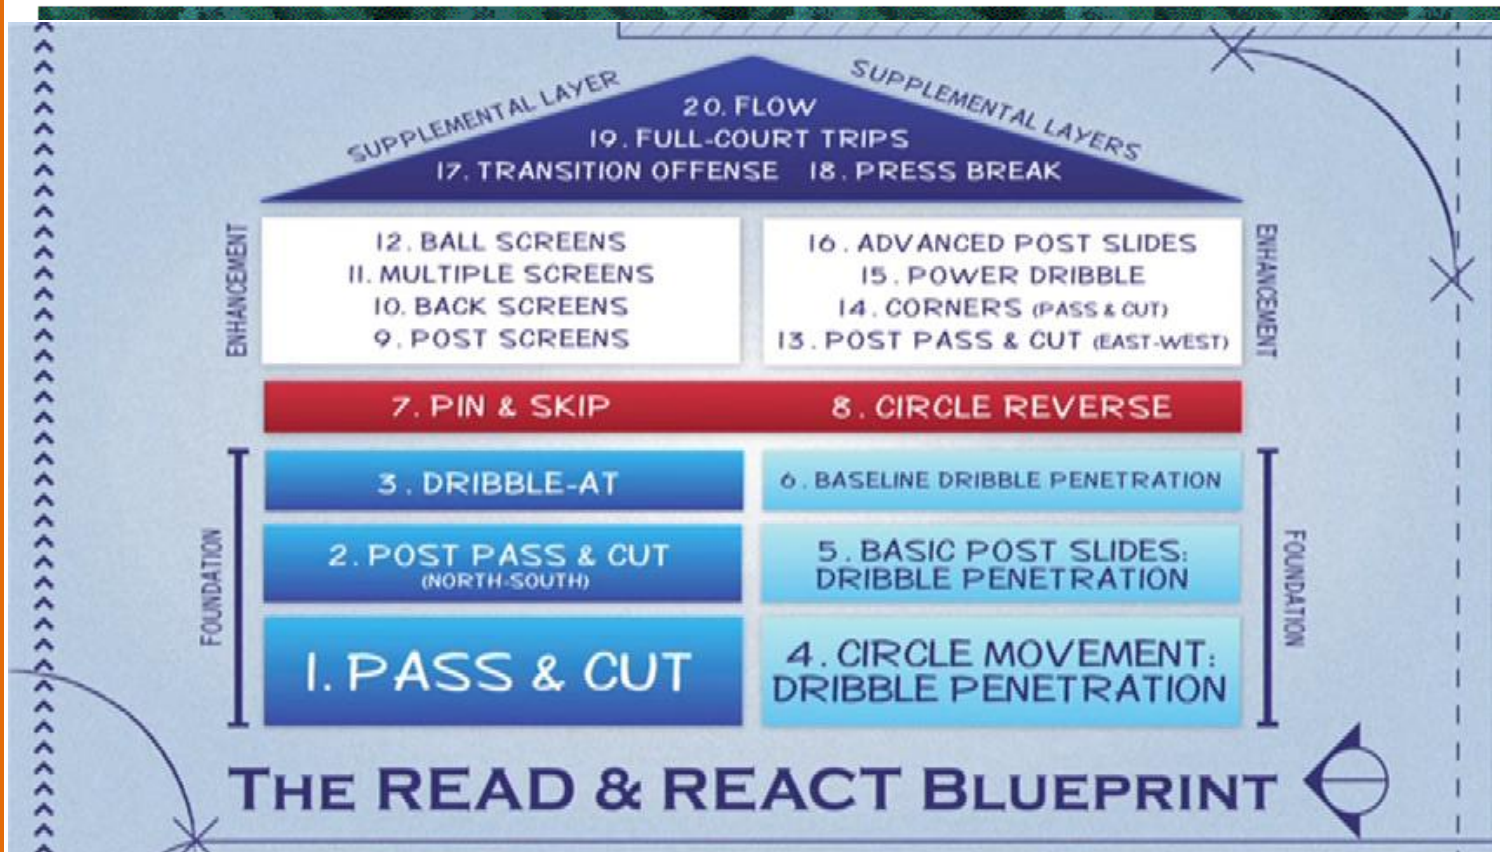 SUPPLEMENTAL LAYER
SUPPLEMENTAL LAYERS
20. FLOW
19. FULL-COURT TRIPS
17. TRANSITION OFFENSE 18. PRESS BREAK
ENHANCEMENT
12. BALL SCREENS
11. MULTIPLE SCREENS
10. BACK SCREENS
9. POST SCREENS
16. ADVANCED POST SLIDES
15. POWER DRIBBLE
14. CORNERS (PASS & CUT)
13. POST PASS & CUT (EAST-WEST)
ENHANCEMENT
7. PIN & SKIP
8. CIRCLE REVERSE
FOUNDATION
3. DRIBBLE-AT
2. POST PASS & CUT
(NORTH-SOUTH)
1. PASS & CUT
6. BASELINE DRIBBLE PENETRATION
5. BASIC POST SLIDES:
DRIBBLE PENETRATION
4. CIRCLE MOVEMENT:
DRIBBLE PENETRATION
FOUNDATION
THE READ & REACT BLUEPRINT